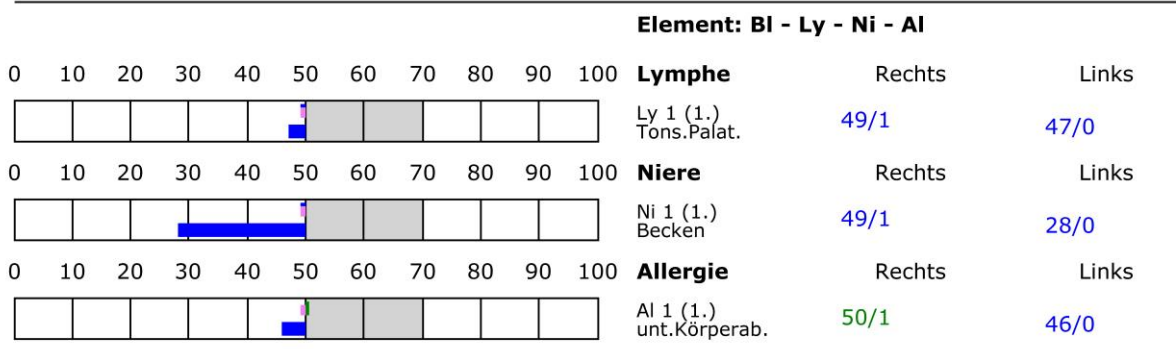 Element: Bl - Ly - Ni - Al
0 10 20 30 40 50 60 70 80 90 100 Lymphe Rechts Links
Ly 1 (1.) 49/1 47/0
Tons.Palat.
0 10 20 30 40 50 60 70 80 90 100 Niere Rechts Links
Ni 1 (1.) 49/1 28/0
Becken
0 10 20 30 40 50 60 70 80 90 100 Allergie Rechts Links
Al 1 (1.) 50/1 46/0
unt.Körperab.